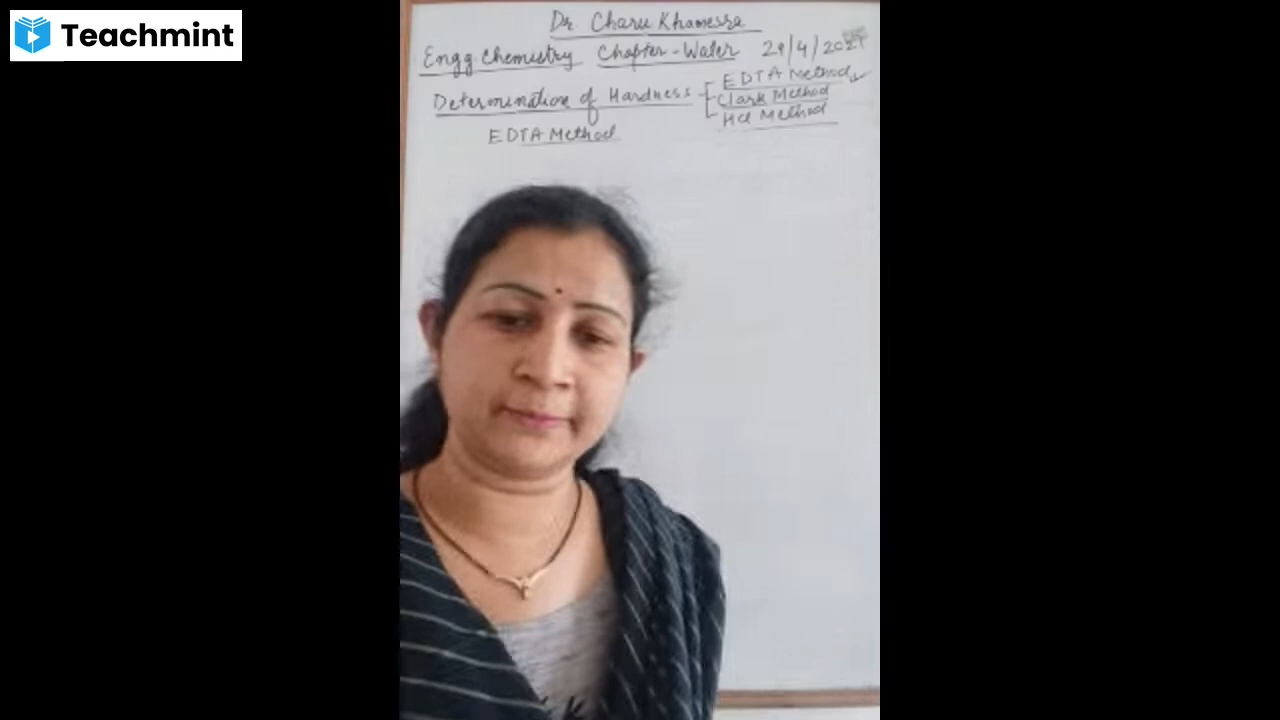 Teachmint
Dr. Charu Khamesra
Engg. Chemistry Chapter - Water 29/4/2021
Determination of Hardness
EDTA Method
Clark Method
HCl Method
EDTA Method